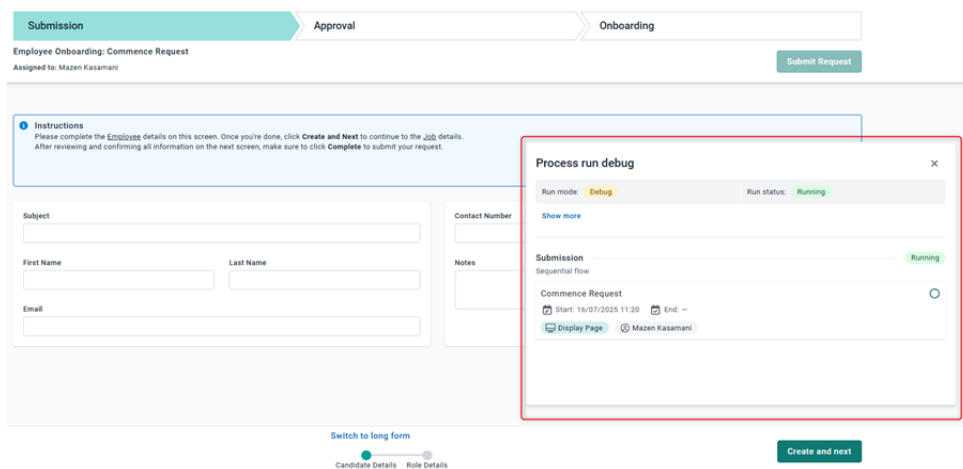 Submission
Approval
Onboarding
Employee Onboarding: Commence Request
Assigned to: Mazen Kasamani
Submit Request
Instructions
Please complete the Employee details on this screen. Once you're done, click Create and Next to continue to the Job details.
After reviewing and confirming all information on the next screen, make sure to click Complete to submit your request.
Subject
First Name
Last Name
Email
Contact Number
Notes
Process run debug
Run mode: Debug
Run status: Running
Show more
Submission
Running
Sequential flow
Commence Request
Start: 16/07/2025 11:20
End: --
Display Page
Mazen Kasamani
Switch to long form
Candidate Details
Role Details
Create and next